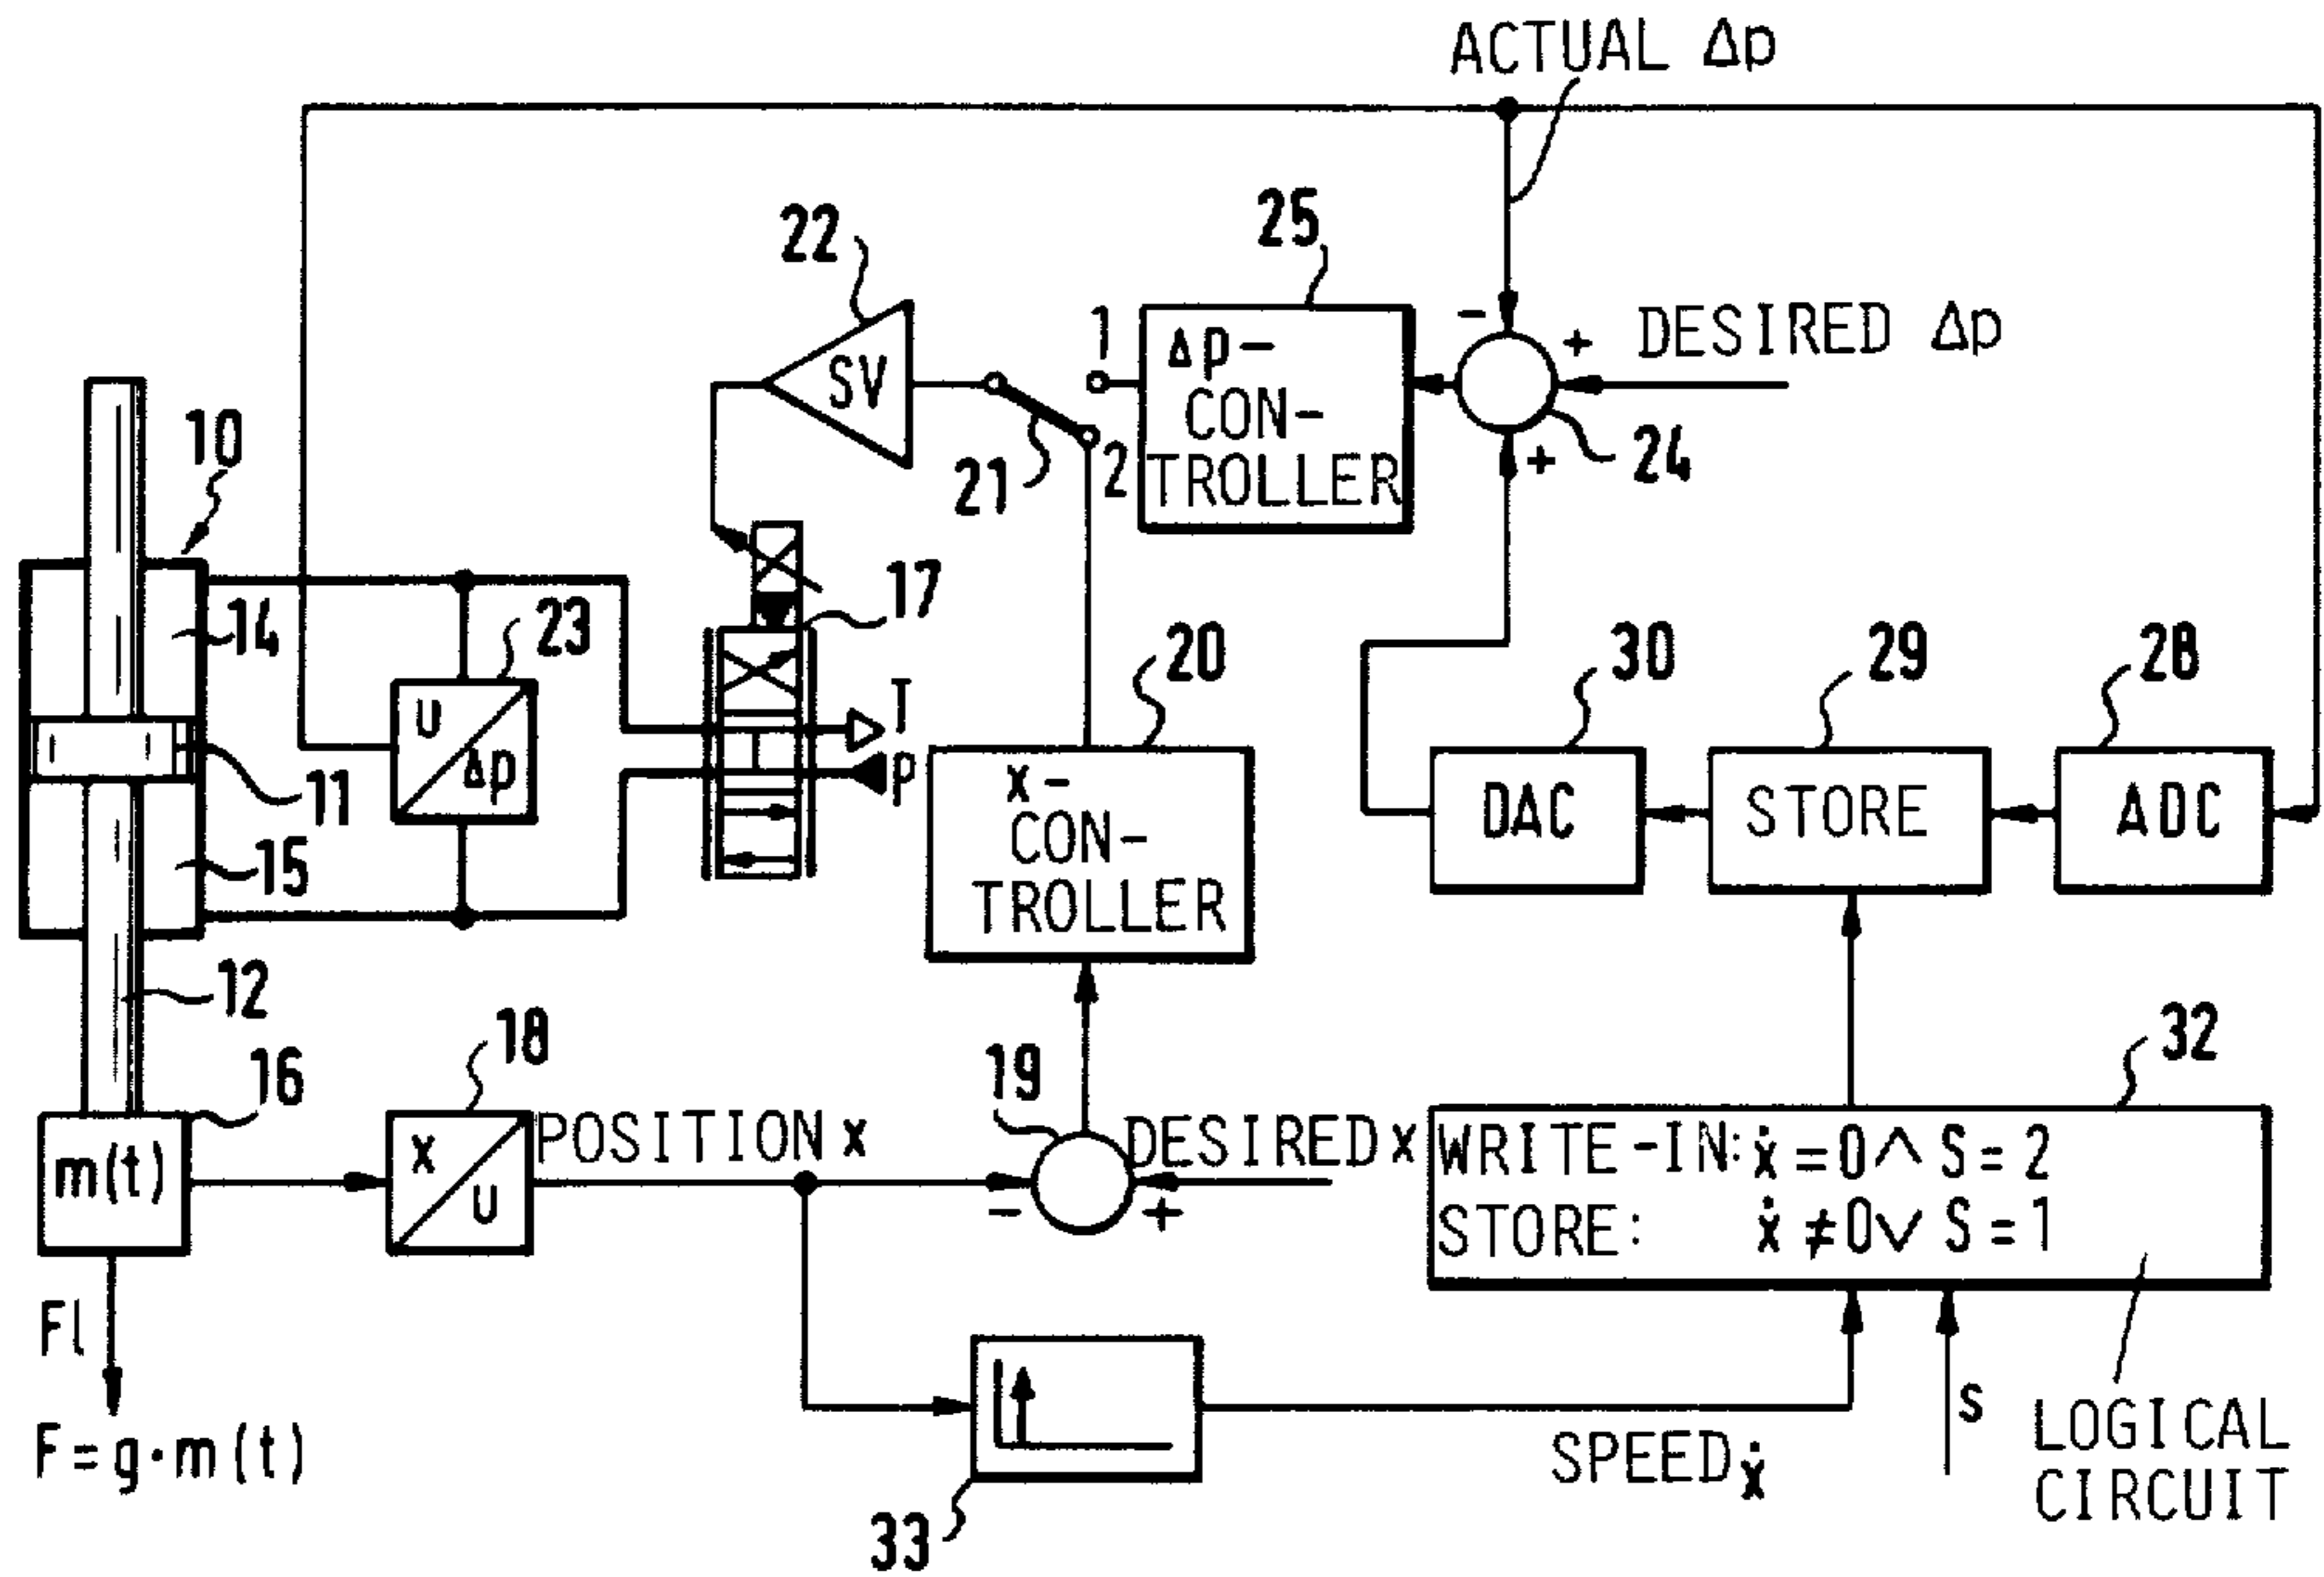 ACTUAL Δp
22
25
1
Δp-
CON-
TROLLER
-
+
DESIRED Δp
SV
10
21
2
+
24
14
23
17
20
30
29
28
U
Δp
T
P
11
x-
CON-
TROLLER
DAC
STORE
ADC
15
12
18
16
19
32
m(t)
x
U
POSITION x
-
DESIRED x
+
WRITE-IN: ẋ=0 ∧ S=2
STORE: ẋ≠0 ∨ S=1
Fl
F=g·m(t)
33
SPEED ẋ
S
LOGICAL
CIRCUIT